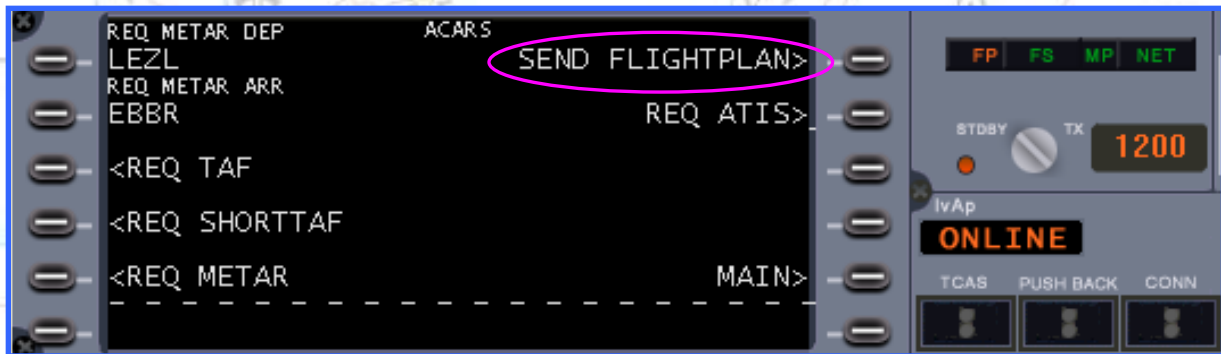 REQ METAR DEP ACARS
LEZL SEND FLIGHTPLAN>
REQ METAR ARR
EBBR REQ ATIS>_
<REQ TAF
<REQ SHORTTAF
<REQ METAR MAIN>
FP FS MP NET
STDBY TX 1200
IvAp
ONLINE
TCAS PUSH BACK CONN